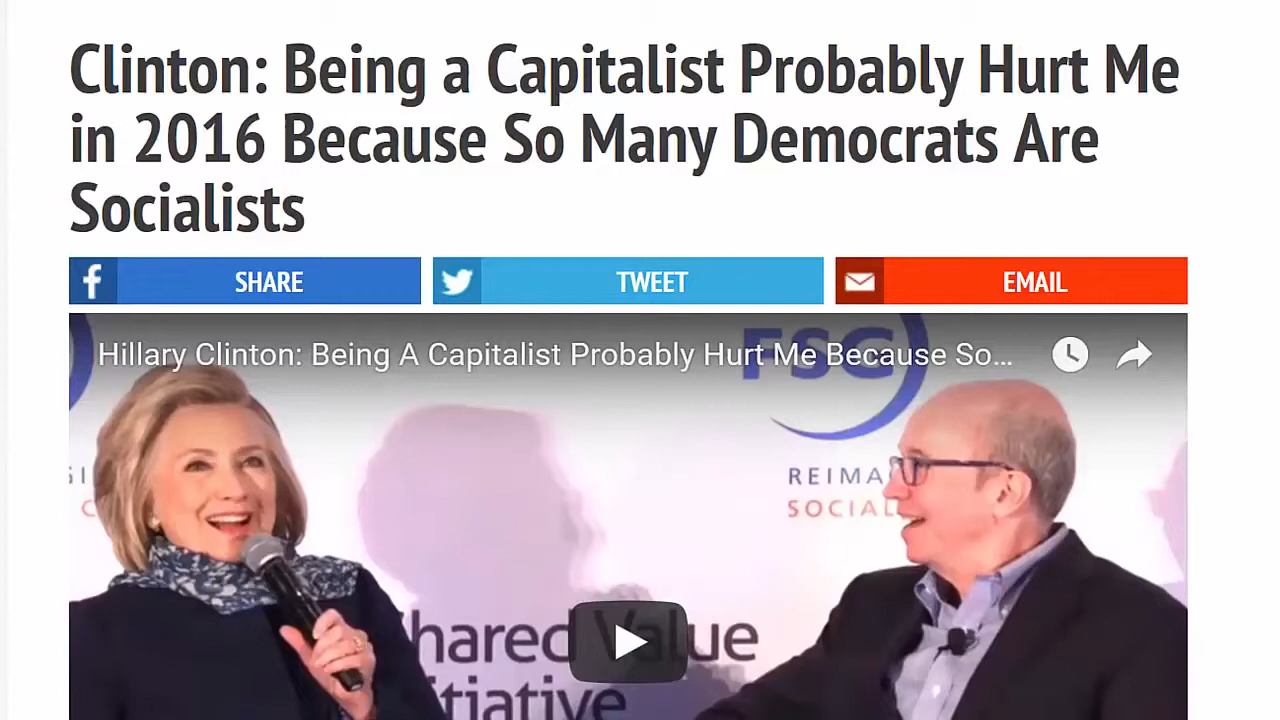 Clinton: Being a Capitalist Probably Hurt Me
in 2016 Because So Many Democrats Are
Socialists
SHARE
TWEET
EMAIL
Hillary Clinton: Being A Capitalist Probably Hurt Me Because So...
FSG
REIMA
SOCIAL
hared Value
itiative